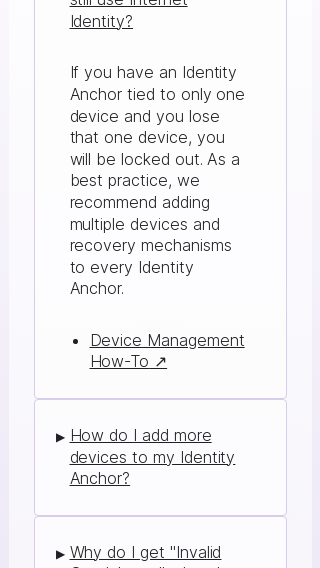 still use Internet
Identity?
If you have an Identity
Anchor tied to only one
device and you lose
that one device, you
will be locked out. As a
best practice, we
recommend adding
multiple devices and
recovery mechanisms
to every Identity
Anchor.
• Device Management
How-To ↗
▶ How do I add more
devices to my Identity
Anchor?
▶ Why do I get "Invalid